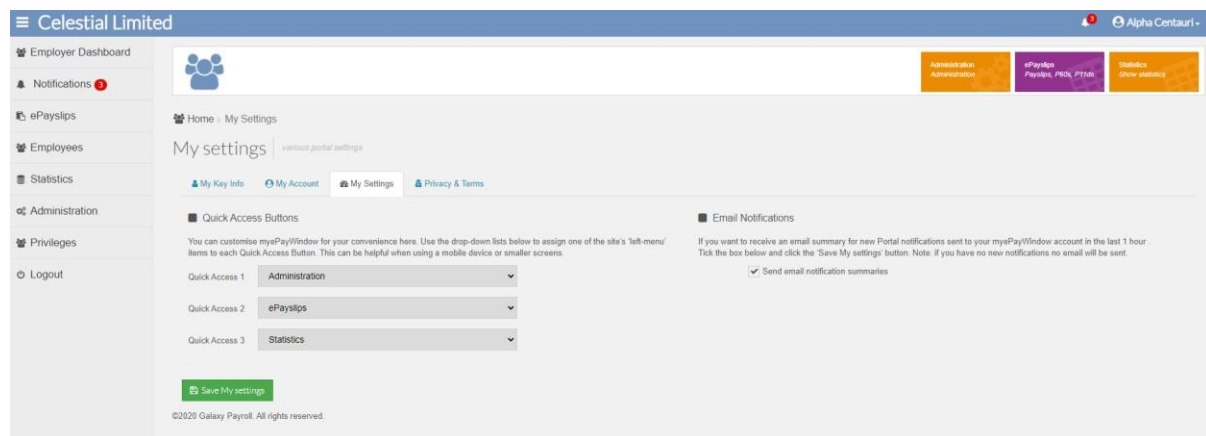 Celestial Limited
3
Alpha Centauri
Employer Dashboard
Notifications 3
ePayslips
Employees
Statistics
Administration
Privileges
Logout
Administration
Administration
ePayslips
Payslips, P60s, P11ds
Statistics
Show statistics
Home > My Settings
My settings various portal settings
My Key Info My Account My Settings Privacy & Terms
Quick Access Buttons
You can customise myePayWindow for your convenience here. Use the drop-down lists below to assign one of the site's 'left-menu'
items to each Quick Access Button. This can be helpful when using a mobile device or smaller screens.
Quick Access 1 Administration
Quick Access 2 ePayslips
Quick Access 3 Statistics
Email Notifications
If you want to receive an email summary for new Portal notifications sent to your myePayWindow account in the last 1 hour .
Tick the box below and click the 'Save My settings' button. Note: if you have no new notifications no email will be sent.
Send email notification summaries
Save My settings
©2020 Galaxy Payroll. All rights reserved.